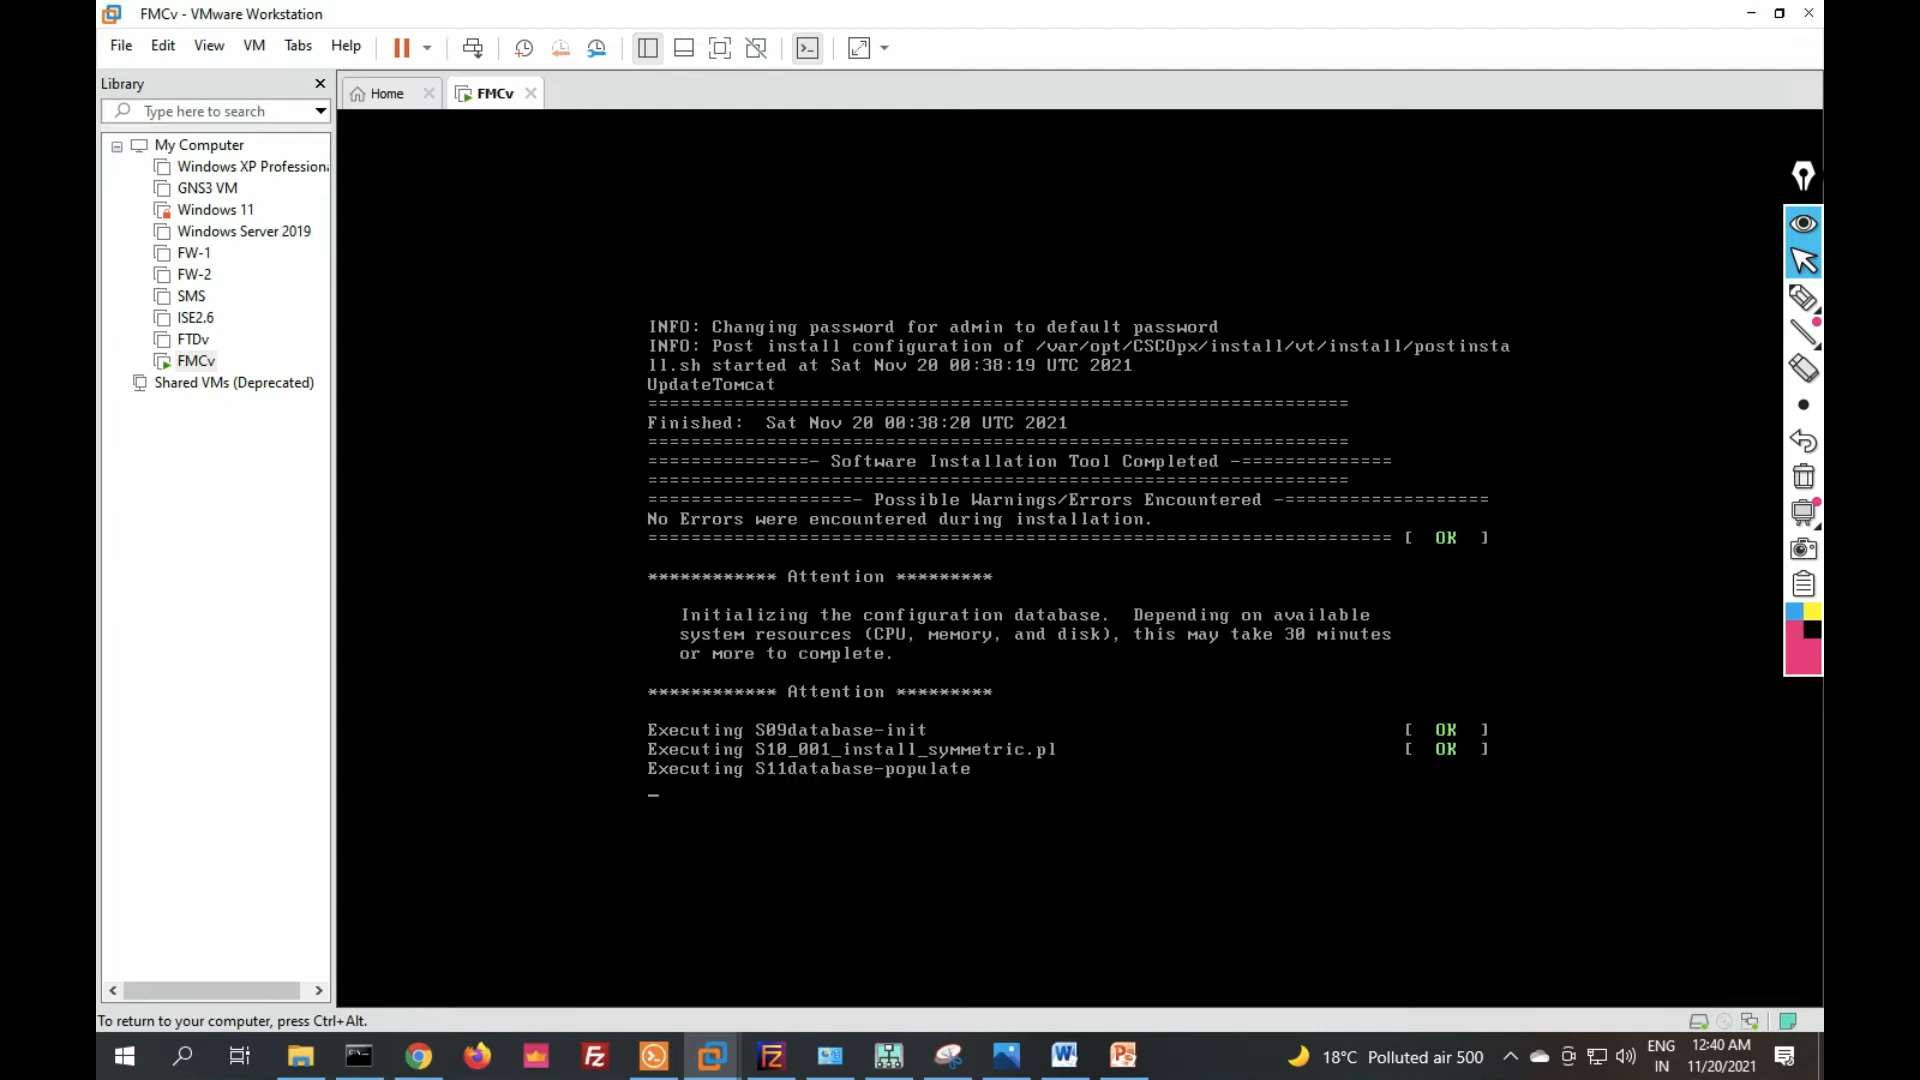 FMCv - VMware Workstation
File Edit View VM Tabs Help
Library
Type here to search
Home
FMCv
My Computer
Windows XP Profession
GNS3 VM
Windows 11
Windows Server 2019
FW-1
FW-2
SMS
ISE2.6
FTDv
FMCv
Shared VMs (Deprecated)
INFO: Changing password for admin to default password
INFO: Post install configuration of /var/opt/CSCOpx/install/vt/install/postinsta
ll.sh started at Sat Nov 20 00:38:19 UTC 2021
UpdateTomcat
=================================================================
Finished:  Sat Nov 20 00:38:20 UTC 2021
=================================================================
===============- Software Installation Tool Completed -==============
=================================================================
===================- Possible Warnings/Errors Encountered -===================
No Errors were encountered during installation.
===================================================================== [  OK  ]
************ Attention *********
Initializing the configuration database.  Depending on available
system resources (CPU, memory, and disk), this may take 30 minutes
or more to complete.
************ Attention *********
Executing S09database-init [  OK  ]
Executing S10_001_install_symmetric.pl [  OK  ]
Executing S11database-populate
_
To return to your computer, press Ctrl+Alt.
18°C Polluted air 500
ENG
IN
12:40 AM
11/20/2021